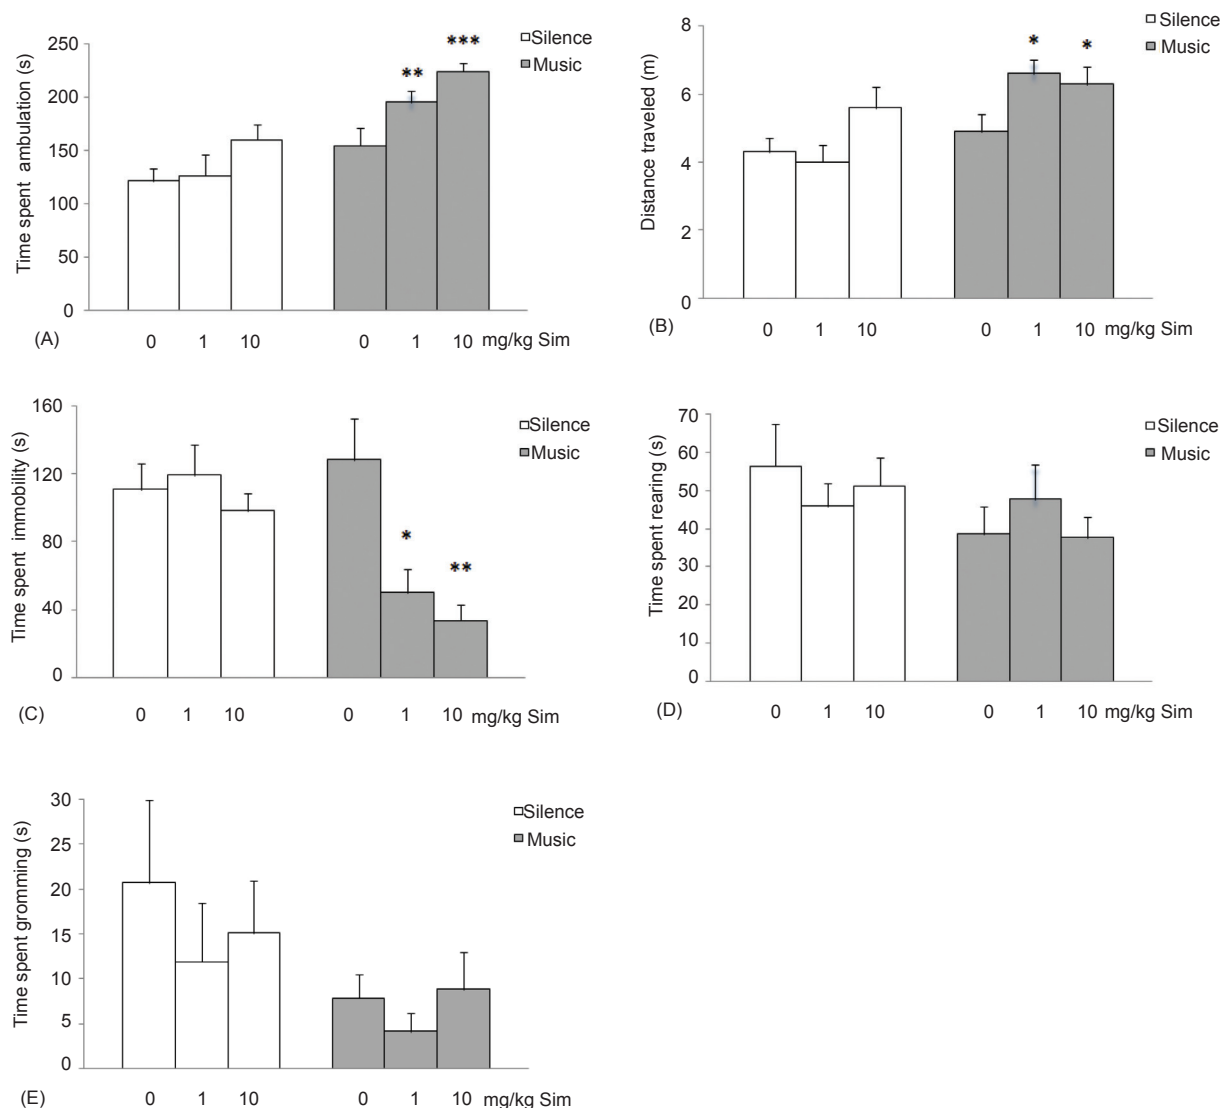 Time spent ambulation (s)
250
200
150
100
50
0
**
***
Silence
Music
(A)
0 1 10 0 1 10 mg/kg Sim
Distance traveled (m)
8
6
4
2
0
*
*
Silence
Music
(B)
0 1 10 0 1 10 mg/kg Sim
Time spent immobility (s)
160
120
80
40
0
*
**
Silence
Music
(C)
0 1 10 0 1 10 mg/kg Sim
Time spent rearing (s)
70
60
50
40
30
20
10
0
Silence
Music
(D)
0 1 10 0 1 10 mg/kg Sim
Time spent gromming (s)
30
25
20
15
10
5
0
Silence
Music
(E)
0 1 10 0 1 10 mg/kg Sim